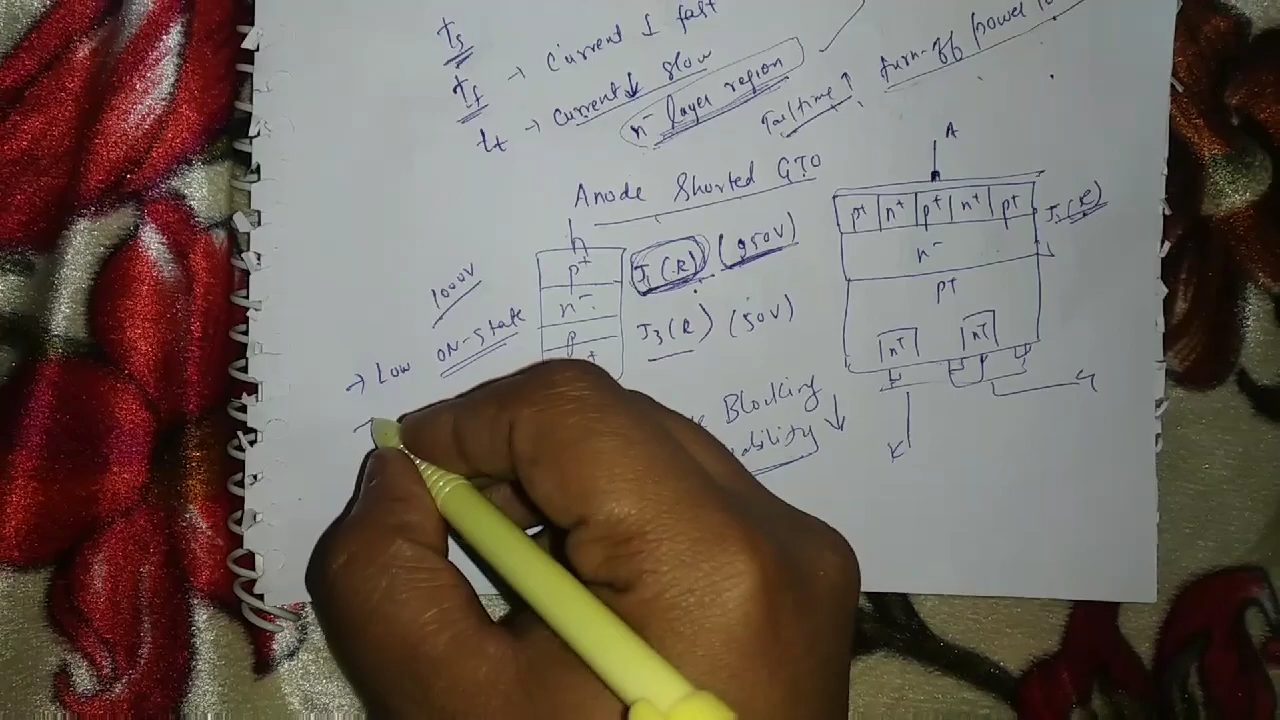 ts
tf → Current ↓ fast
tt → Current ↓ slow
n⁻ layer region
Tail time ↑
turn-off power
Anode Shorted GTO
A
p⁺ n⁺ p⁺ n⁺ p⁺
J₁(R)
n⁻
p⁺
n⁺ n⁺
K
p⁺ J₁(R) (950V)
n⁻
p J₃(R) (50V)
1000V
→ Low ON-State
Blocking
↓